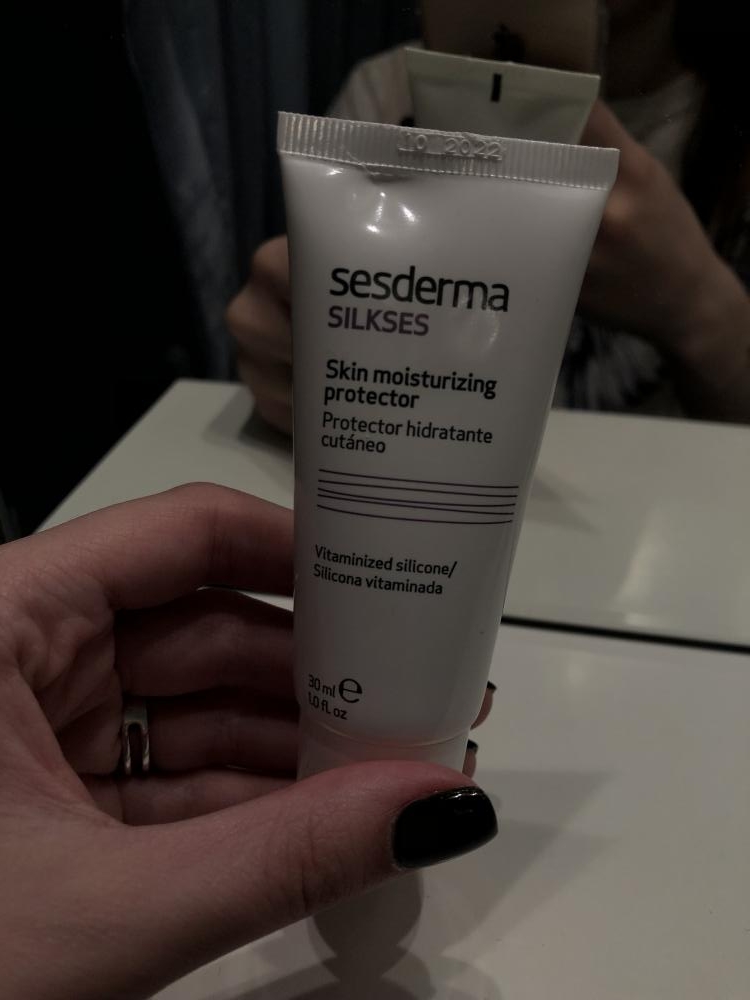 10 2022
sesderma
SILKSES
Skin moisturizing
protector
Protector hidratante
cutáneo
Vitaminized silicone/
Silicona vitaminada
30 ml e
1.0 fl. oz